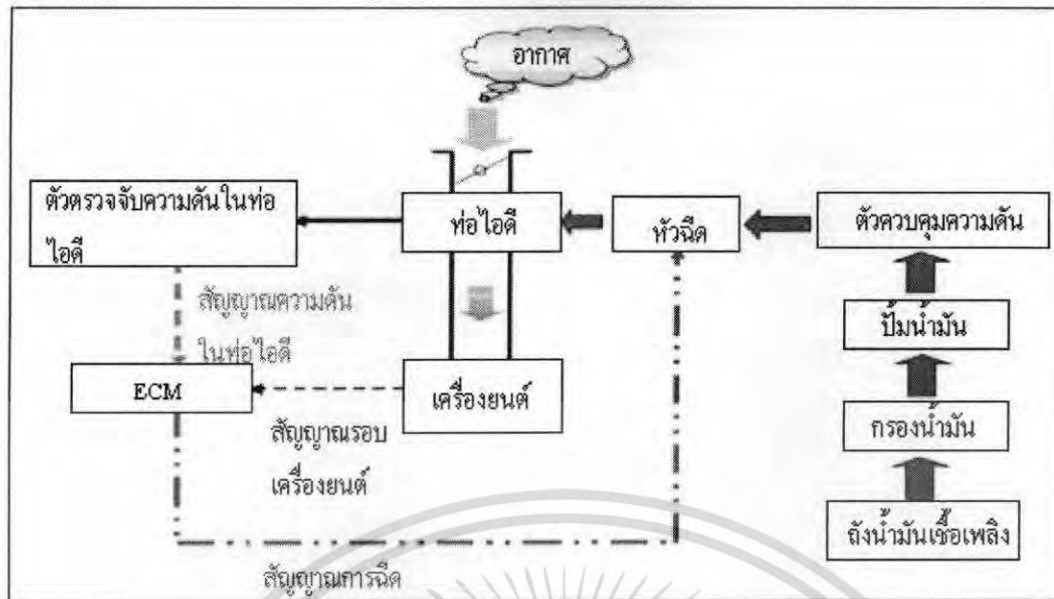 อากาศ
ตัวตรวจจับความดันในท่อ
ไอดี
ท่อไอดี
หัวฉีด
ตัวควบคุมความดัน
สัญญาณความดัน
ในท่อไอดี
ปั๊มน้ำมัน
ECM
เครื่องยนต์
สัญญาณรอบ
เครื่องยนต์
กรองน้ำมัน
ถังน้ำมันเชื้อเพลิง
สัญญาณการฉีด